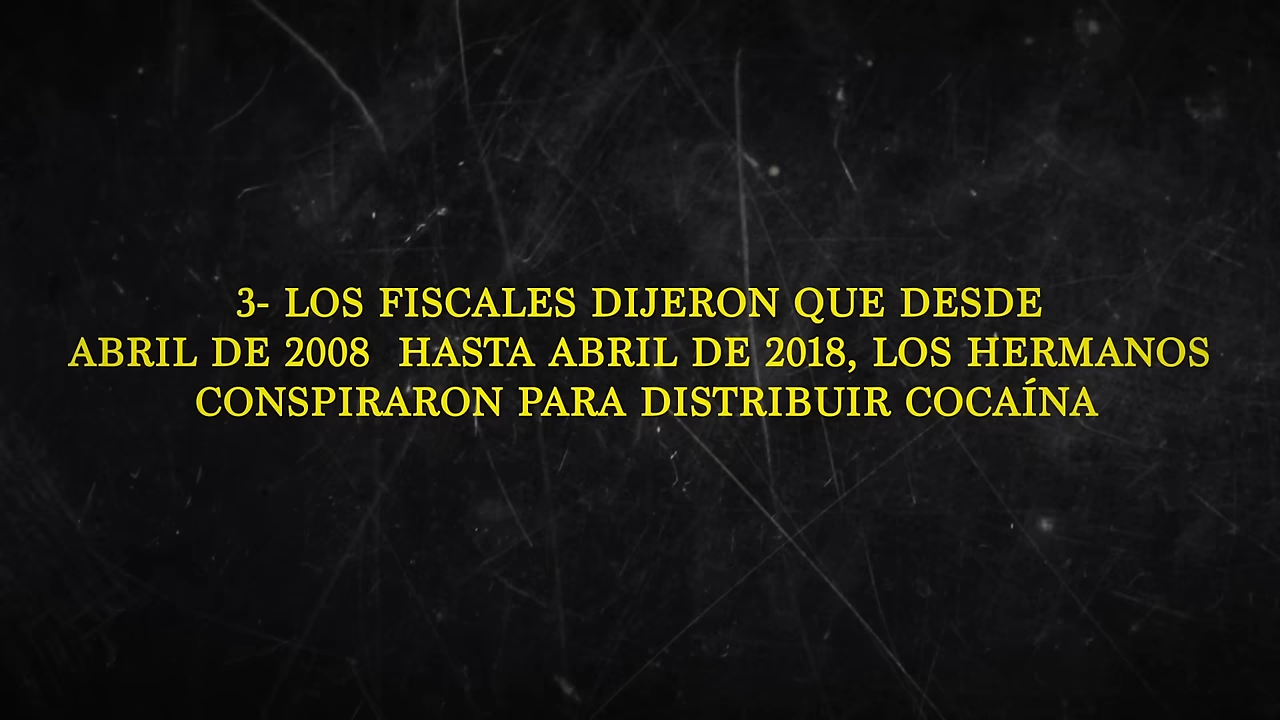 3- LOS FISCALES DIJERON QUE DESDE
ABRIL DE 2008  HASTA ABRIL DE 2018, LOS HERMANOS
CONSPIRARON PARA DISTRIBUIR COCAÍNA